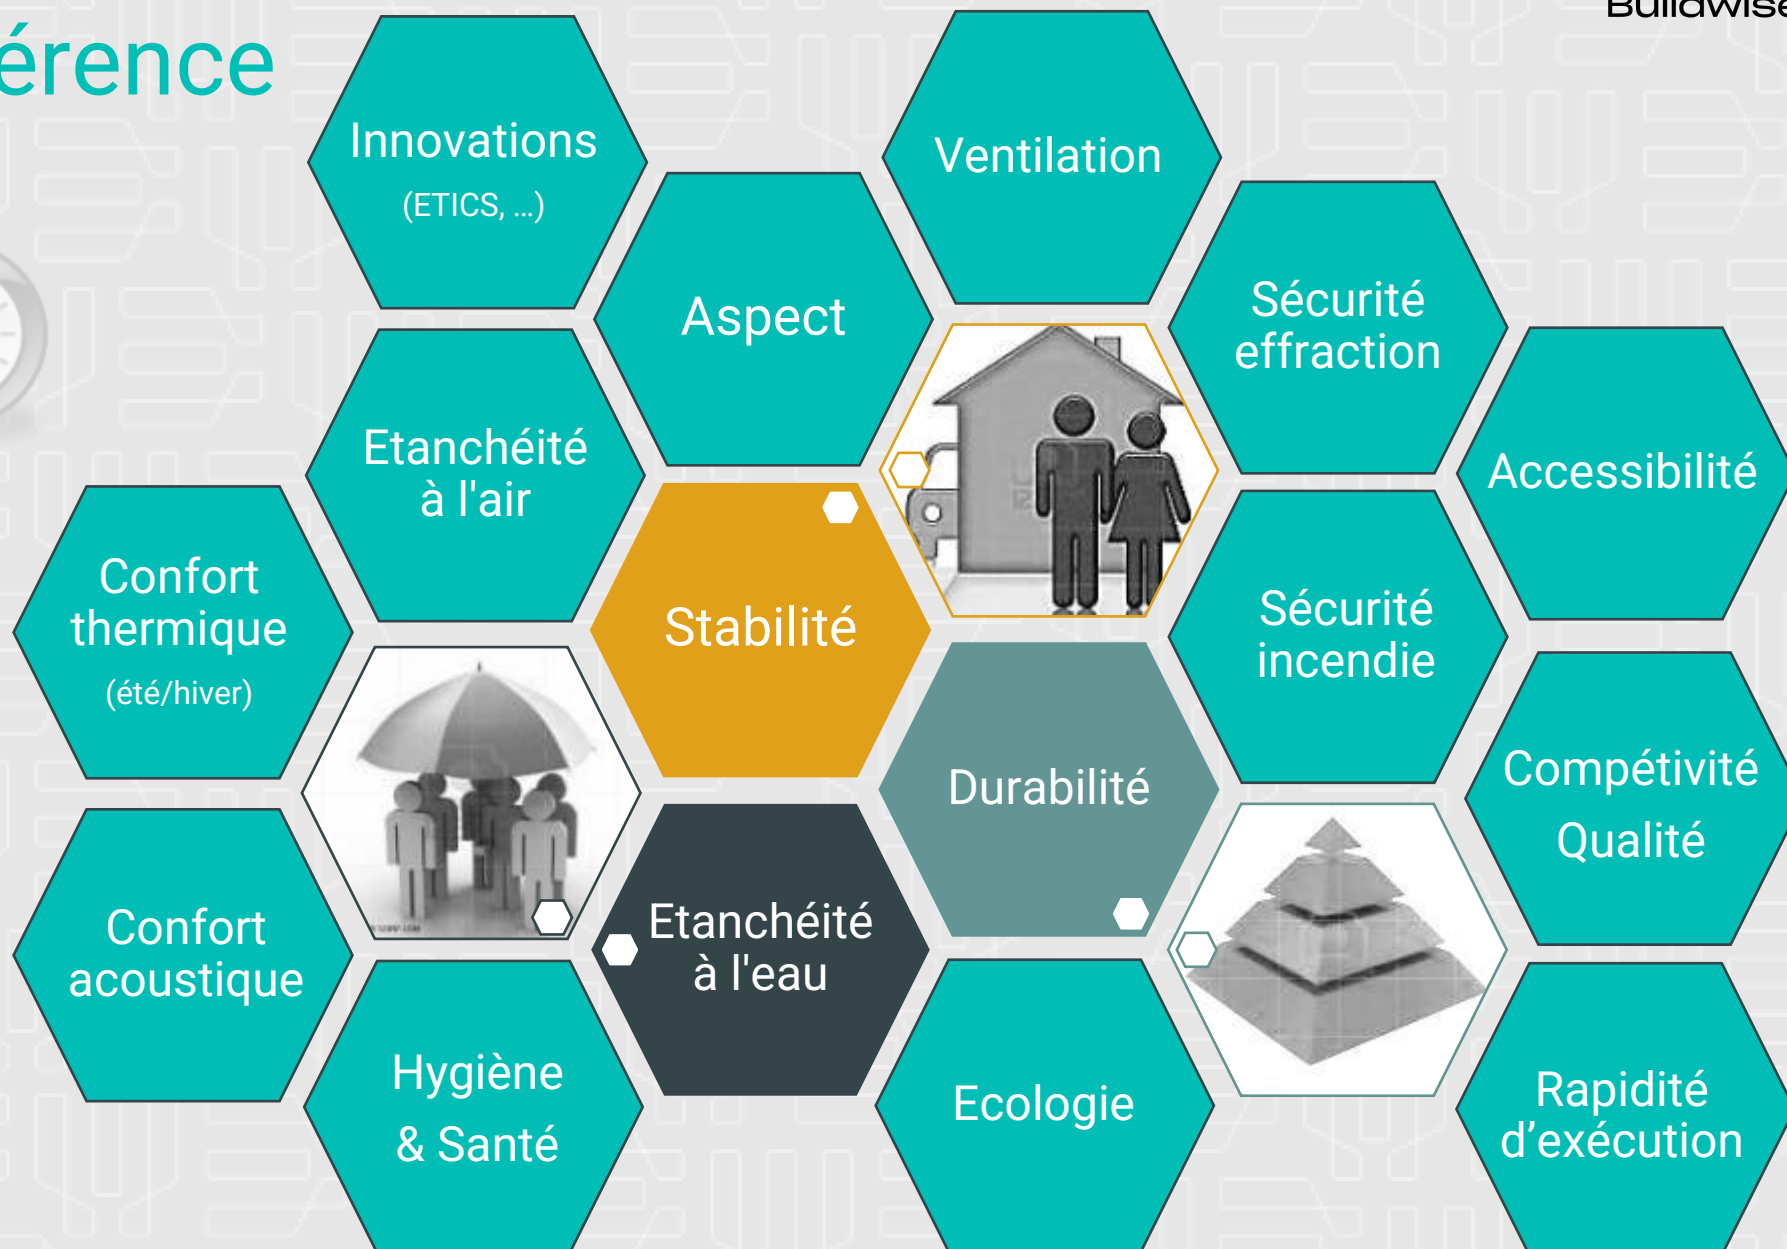 Buildwise
érence
Innovations
(ETICS, ...)
Ventilation
Aspect
Sécurité
effraction
Etanchéité
à l'air
Accessibilité
Confort
thermique
(été/hiver)
Stabilité
Sécurité
incendie
Durabilité
Compétivité
Qualité
Confort
acoustique
Etanchéité
à l'eau
Hygiène
& Santé
Ecologie
Rapidité
d’exécution